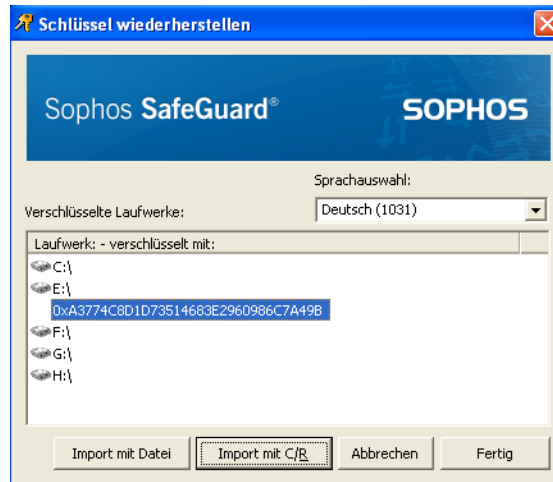 Schlüssel wiederherstellen
Sophos SafeGuard®
SOPHOS
Sprachauswahl:
Verschlüsselte Laufwerke:
Deutsch (1031)
Laufwerk: - verschlüsselt mit:
C:\
E:\
0xA3774C8D1D73514683E2960986C7A49B
F:\
G:\
H:\
Import mit Datei
Import mit C/R
Abbrechen
Fertig